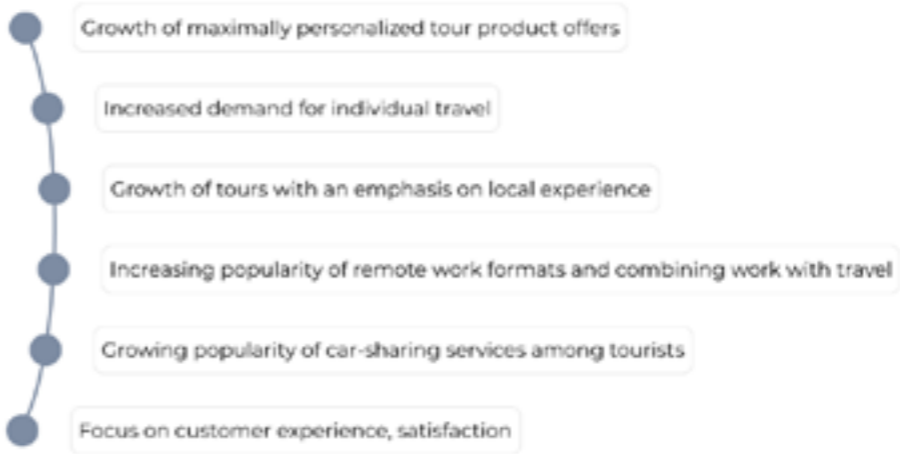 Growth of maximally personalized tour product offers
Increased demand for individual travel
Growth of tours with an emphasis on local experience
Increasing popularity of remote work formats and combining work with travel
Growing popularity of car-sharing services among tourists
Focus on customer experience, satisfaction